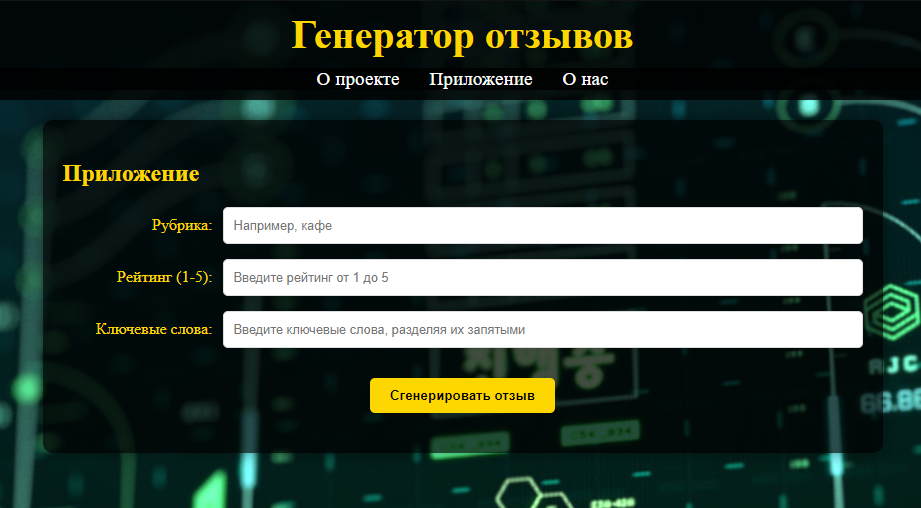 Генератор отзывов
О проекте Приложение О нас
Приложение
Рубрика: Например, кафе
Рейтинг (1-5): Введите рейтинг от 1 до 5
Ключевые слова: Введите ключевые слова, разделяя их запятыми
Сгенерировать отзыв